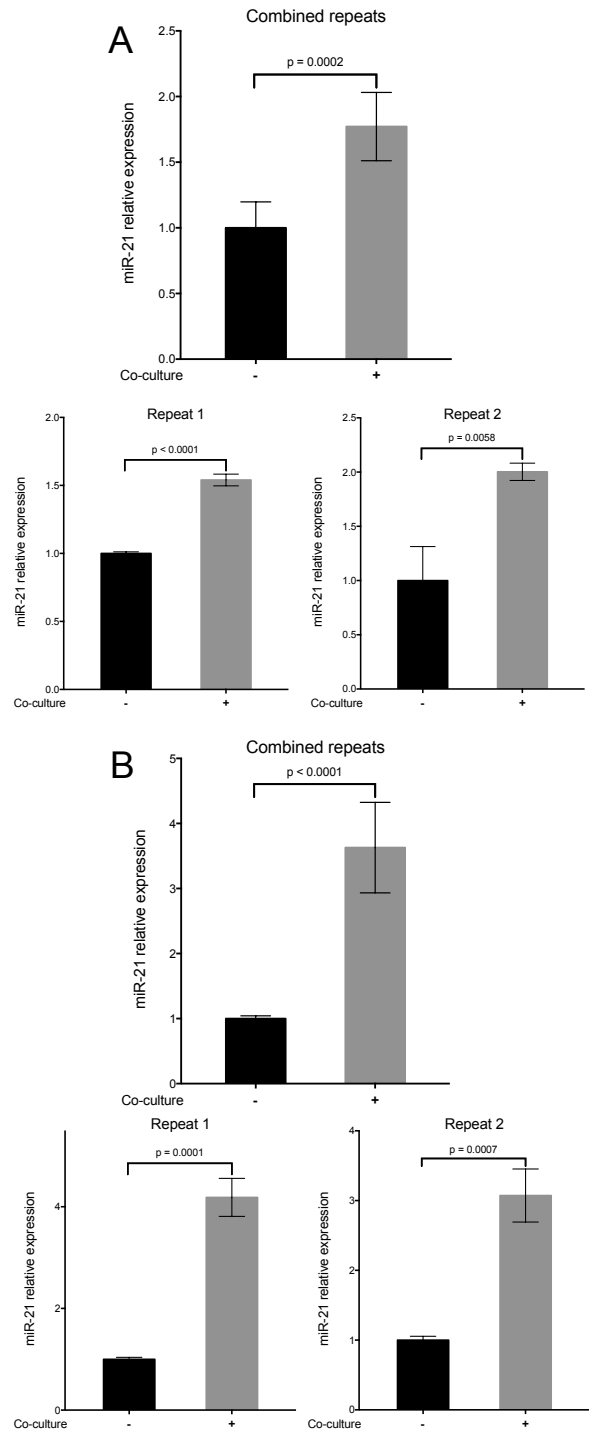 A
Combined repeats
p = 0.0002
miR-21 relative expression
2.5
2.0
1.5
1.0
0.5
0.0
Co-culture - +
Repeat 1
p < 0.0001
miR-21 relative expression
2.0
1.5
1.0
0.5
0.0
Co-culture - +
Repeat 2
p = 0.0058
miR-21 relative expression
2.5
2.0
1.5
1.0
0.5
0.0
Co-culture - +
B
Combined repeats
p < 0.0001
miR-21 relative expression
5
4
3
2
1
0
Co-culture - +
Repeat 1
p = 0.0001
miR-21 relative expression
4
2
0
Co-culture - +
Repeat 2
p = 0.0007
miR-21 relative expression
4
3
2
1
0
Co-culture - +